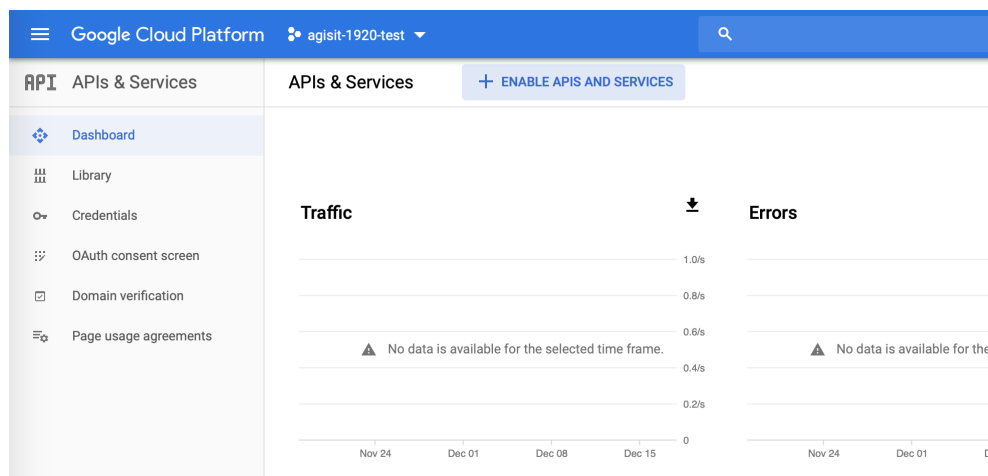 Google Cloud Platform agisit-1920-test
API APIs & Services
APIs & Services ENABLE APIS AND SERVICES
Dashboard
Library
Credentials
OAuth consent screen
Domain verification
Page usage agreements
Traffic
1.0/s
0.8/s
0.6/s
No data is available for the selected time frame.
0.4/s
0.2/s
0
Nov 24 Dec 01 Dec 08 Dec 15
Errors
No data is available for the
Nov 24 Dec 01